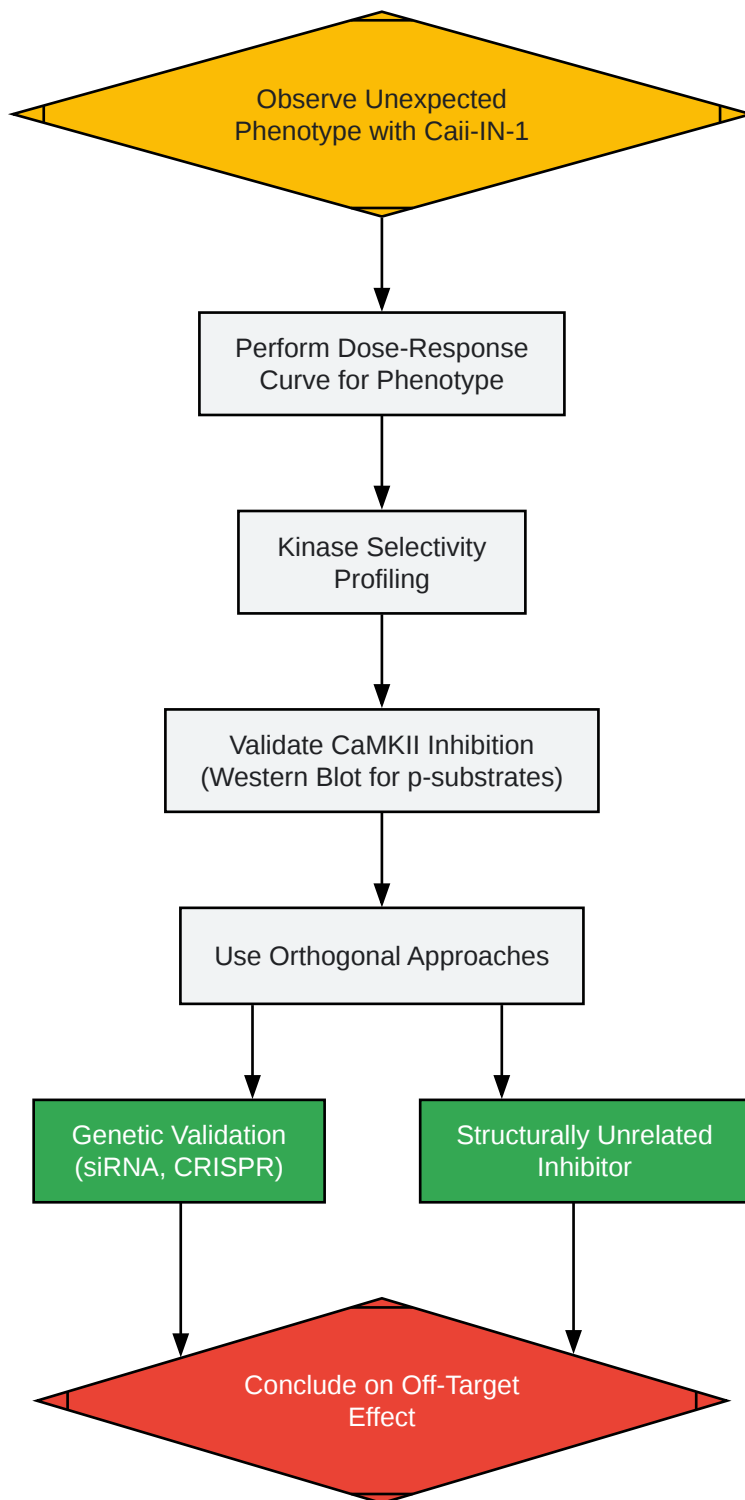 Observe Unexpected
Phenotype with Caii-IN-1
Perform Dose-Response
Curve for Phenotype
Kinase Selectivity
Profiling
Validate CaMKII Inhibition
(Western Blot for p-substrates)
Use Orthogonal Approaches
Genetic Validation
(siRNA, CRISPR)
Structurally Unrelated
Inhibitor
Conclude on Off-Target
Effect